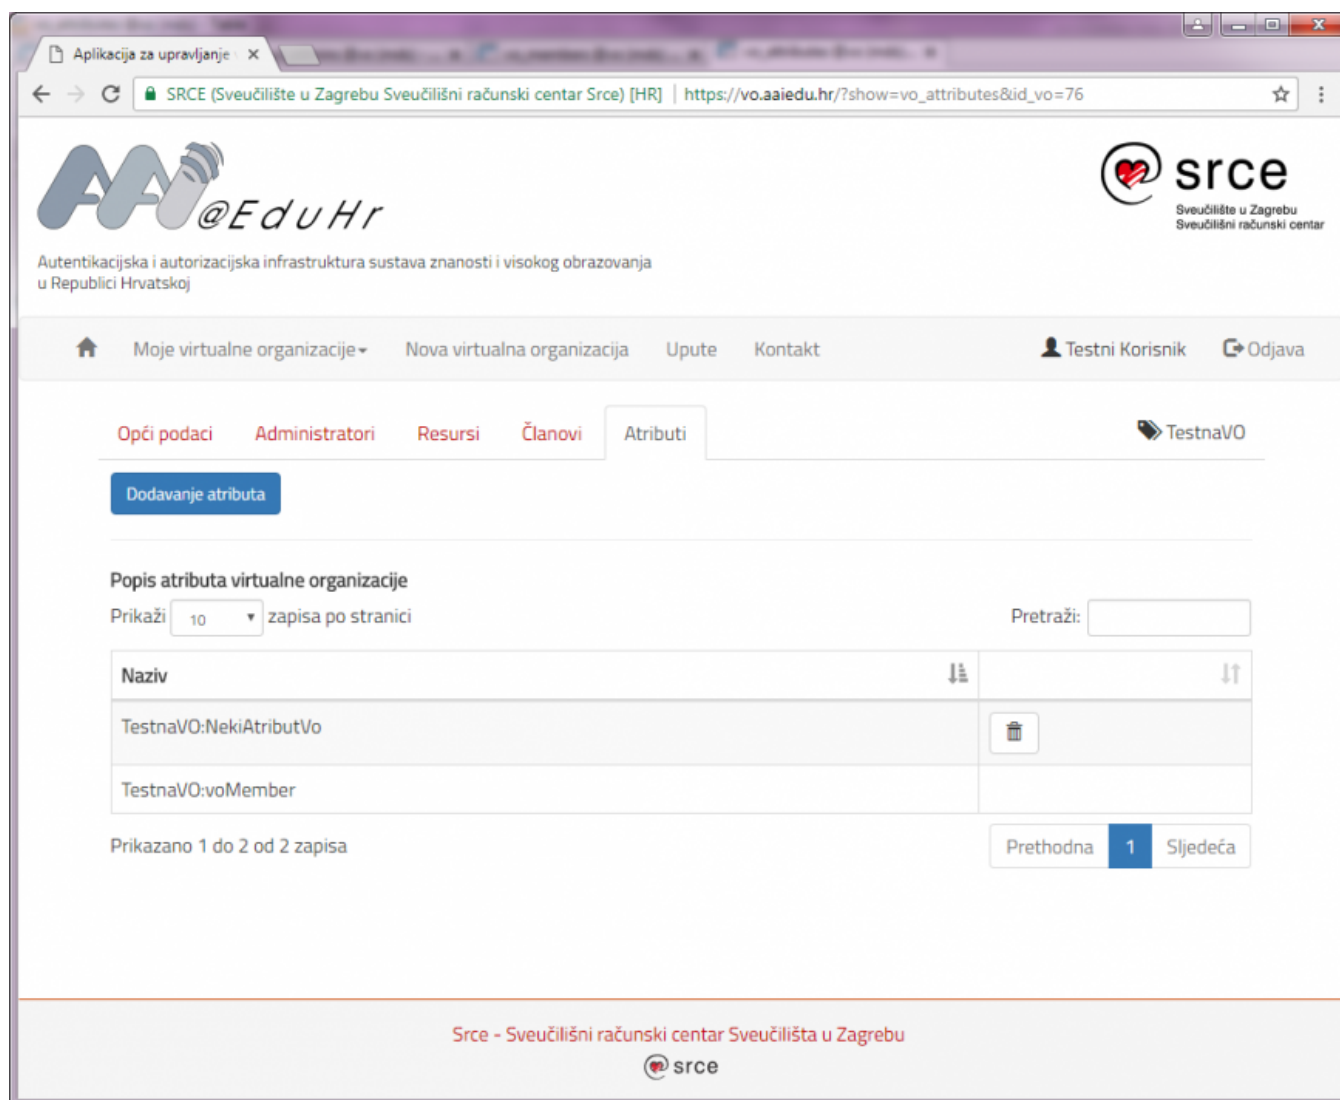 Aplikacija za upravljanje
SRCE (Sveučilište u Zagrebu Sveučilišni računski centar Srce) [HR] | https://vo.aaiedu.hr/?show=vo_attributes&id_vo=76
AAI@EduHr
srce
Sveučilište u Zagrebu
Sveučilišni računski centar
Autentikacijska i autorizacijska infrastruktura sustava znanosti i visokog obrazovanja
u Republici Hrvatskoj
Moje virtualne organizacije Nova virtualna organizacija Upute Kontakt Testni Korisnik Odjava
Opći podaci Administratori Resursi Članovi Atributi TestnaVO
Dodavanje atributa
Popis atributa virtualne organizacije
Prikaži 10 zapisa po stranici Pretraži:
Naziv
TestnaVO:NekiAtributVo
TestnaVO:voMember
Prikazano 1 do 2 od 2 zapisa Prethodna 1 Sljedeća
Srce - Sveučilišni računski centar Sveučilišta u Zagrebu
srce